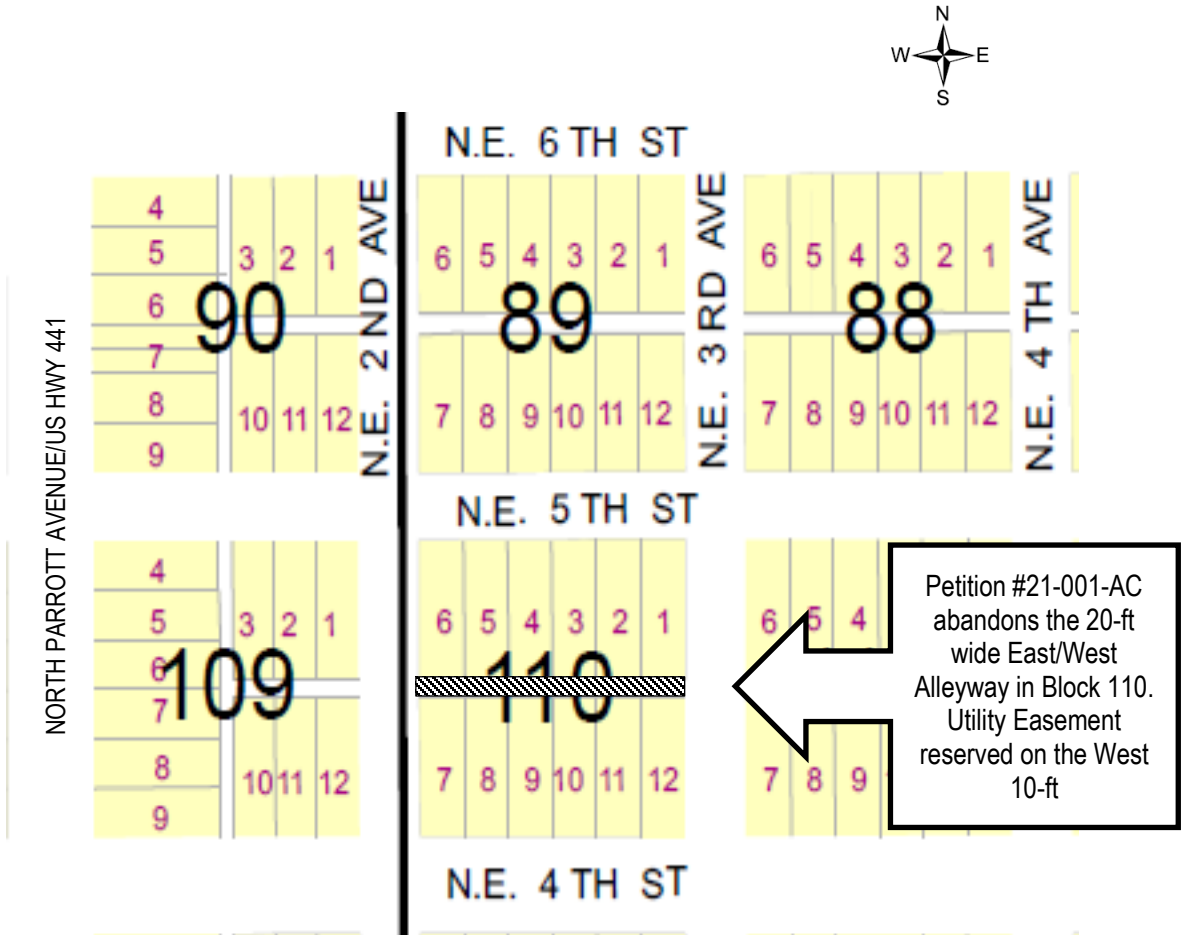 N
W E
S
N.E. 6 TH ST
NORTH PARROTT AVENUE/US HWY 441
N.E. 2 ND AVE
N.E. 3 RD AVE
N.E. 4 TH AVE
4
5
6
7
8
9
3 2 1
90
10 11 12
6 5 4 3 2 1
89
7 8 9 10 11 12
6 5 4 3 2 1
88
7 8 9 10 11 12
N.E. 5 TH ST
4
5
6
7
8
9
3 2 1
109
10 11 12
6 5 4 3 2 1
110
7 8 9 10 11 12
6 5 4
7 8 9
Petition #21-001-AC
abandons the 20-ft
wide East/West
Alleyway in Block 110.
Utility Easement
reserved on the West
10-ft
N.E. 4 TH ST